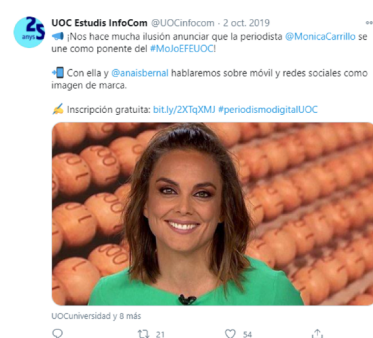 25
anys
UOC Estudis InfoCom @UOCinfocom · 2 oct. 2019
📣 ¡Nos hace mucha ilusión anunciar que la periodista @MonicaCarrillo se
une como ponente del #MoJoEFEUOC!
📲 Con ella y @anaisbernal hablaremos sobre móvil y redes sociales como
imagen de marca.
✍️ Inscripción gratuita: bit.ly/2XTqXMJ #periodismodigitalUOC
UOCuniversidad y 8 más
21
54